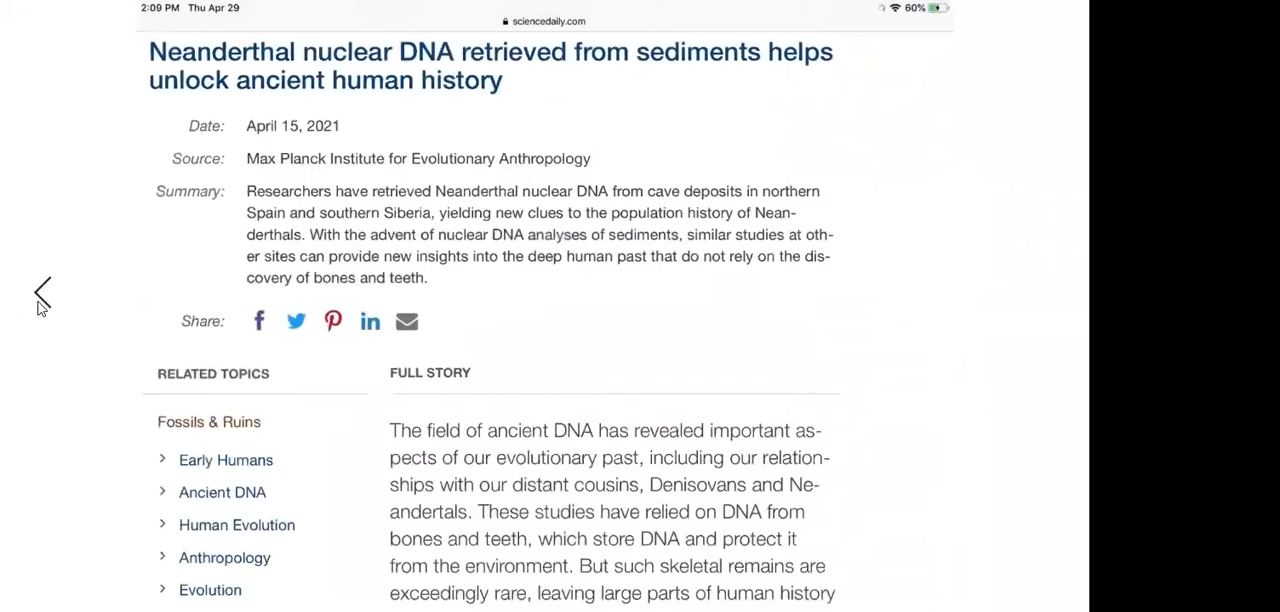 2:09 PM Thu Apr 29
60%
sciencedaily.com
Neanderthal nuclear DNA retrieved from sediments helps
unlock ancient human history
Date: April 15, 2021
Source: Max Planck Institute for Evolutionary Anthropology
Summary: Researchers have retrieved Neanderthal nuclear DNA from cave deposits in northern
Spain and southern Siberia, yielding new clues to the population history of Nean-
derthals. With the advent of nuclear DNA analyses of sediments, similar studies at oth-
er sites can provide new insights into the deep human past that do not rely on the dis-
covery of bones and teeth.
Share: f in
RELATED TOPICS
Fossils & Ruins
Early Humans
Ancient DNA
Human Evolution
Anthropology
Evolution
FULL STORY
The field of ancient DNA has revealed important as-
pects of our evolutionary past, including our relation-
ships with our distant cousins, Denisovans and Ne-
andertals. These studies have relied on DNA from
bones and teeth, which store DNA and protect it
from the environment. But such skeletal remains are
exceedingly rare, leaving large parts of human history